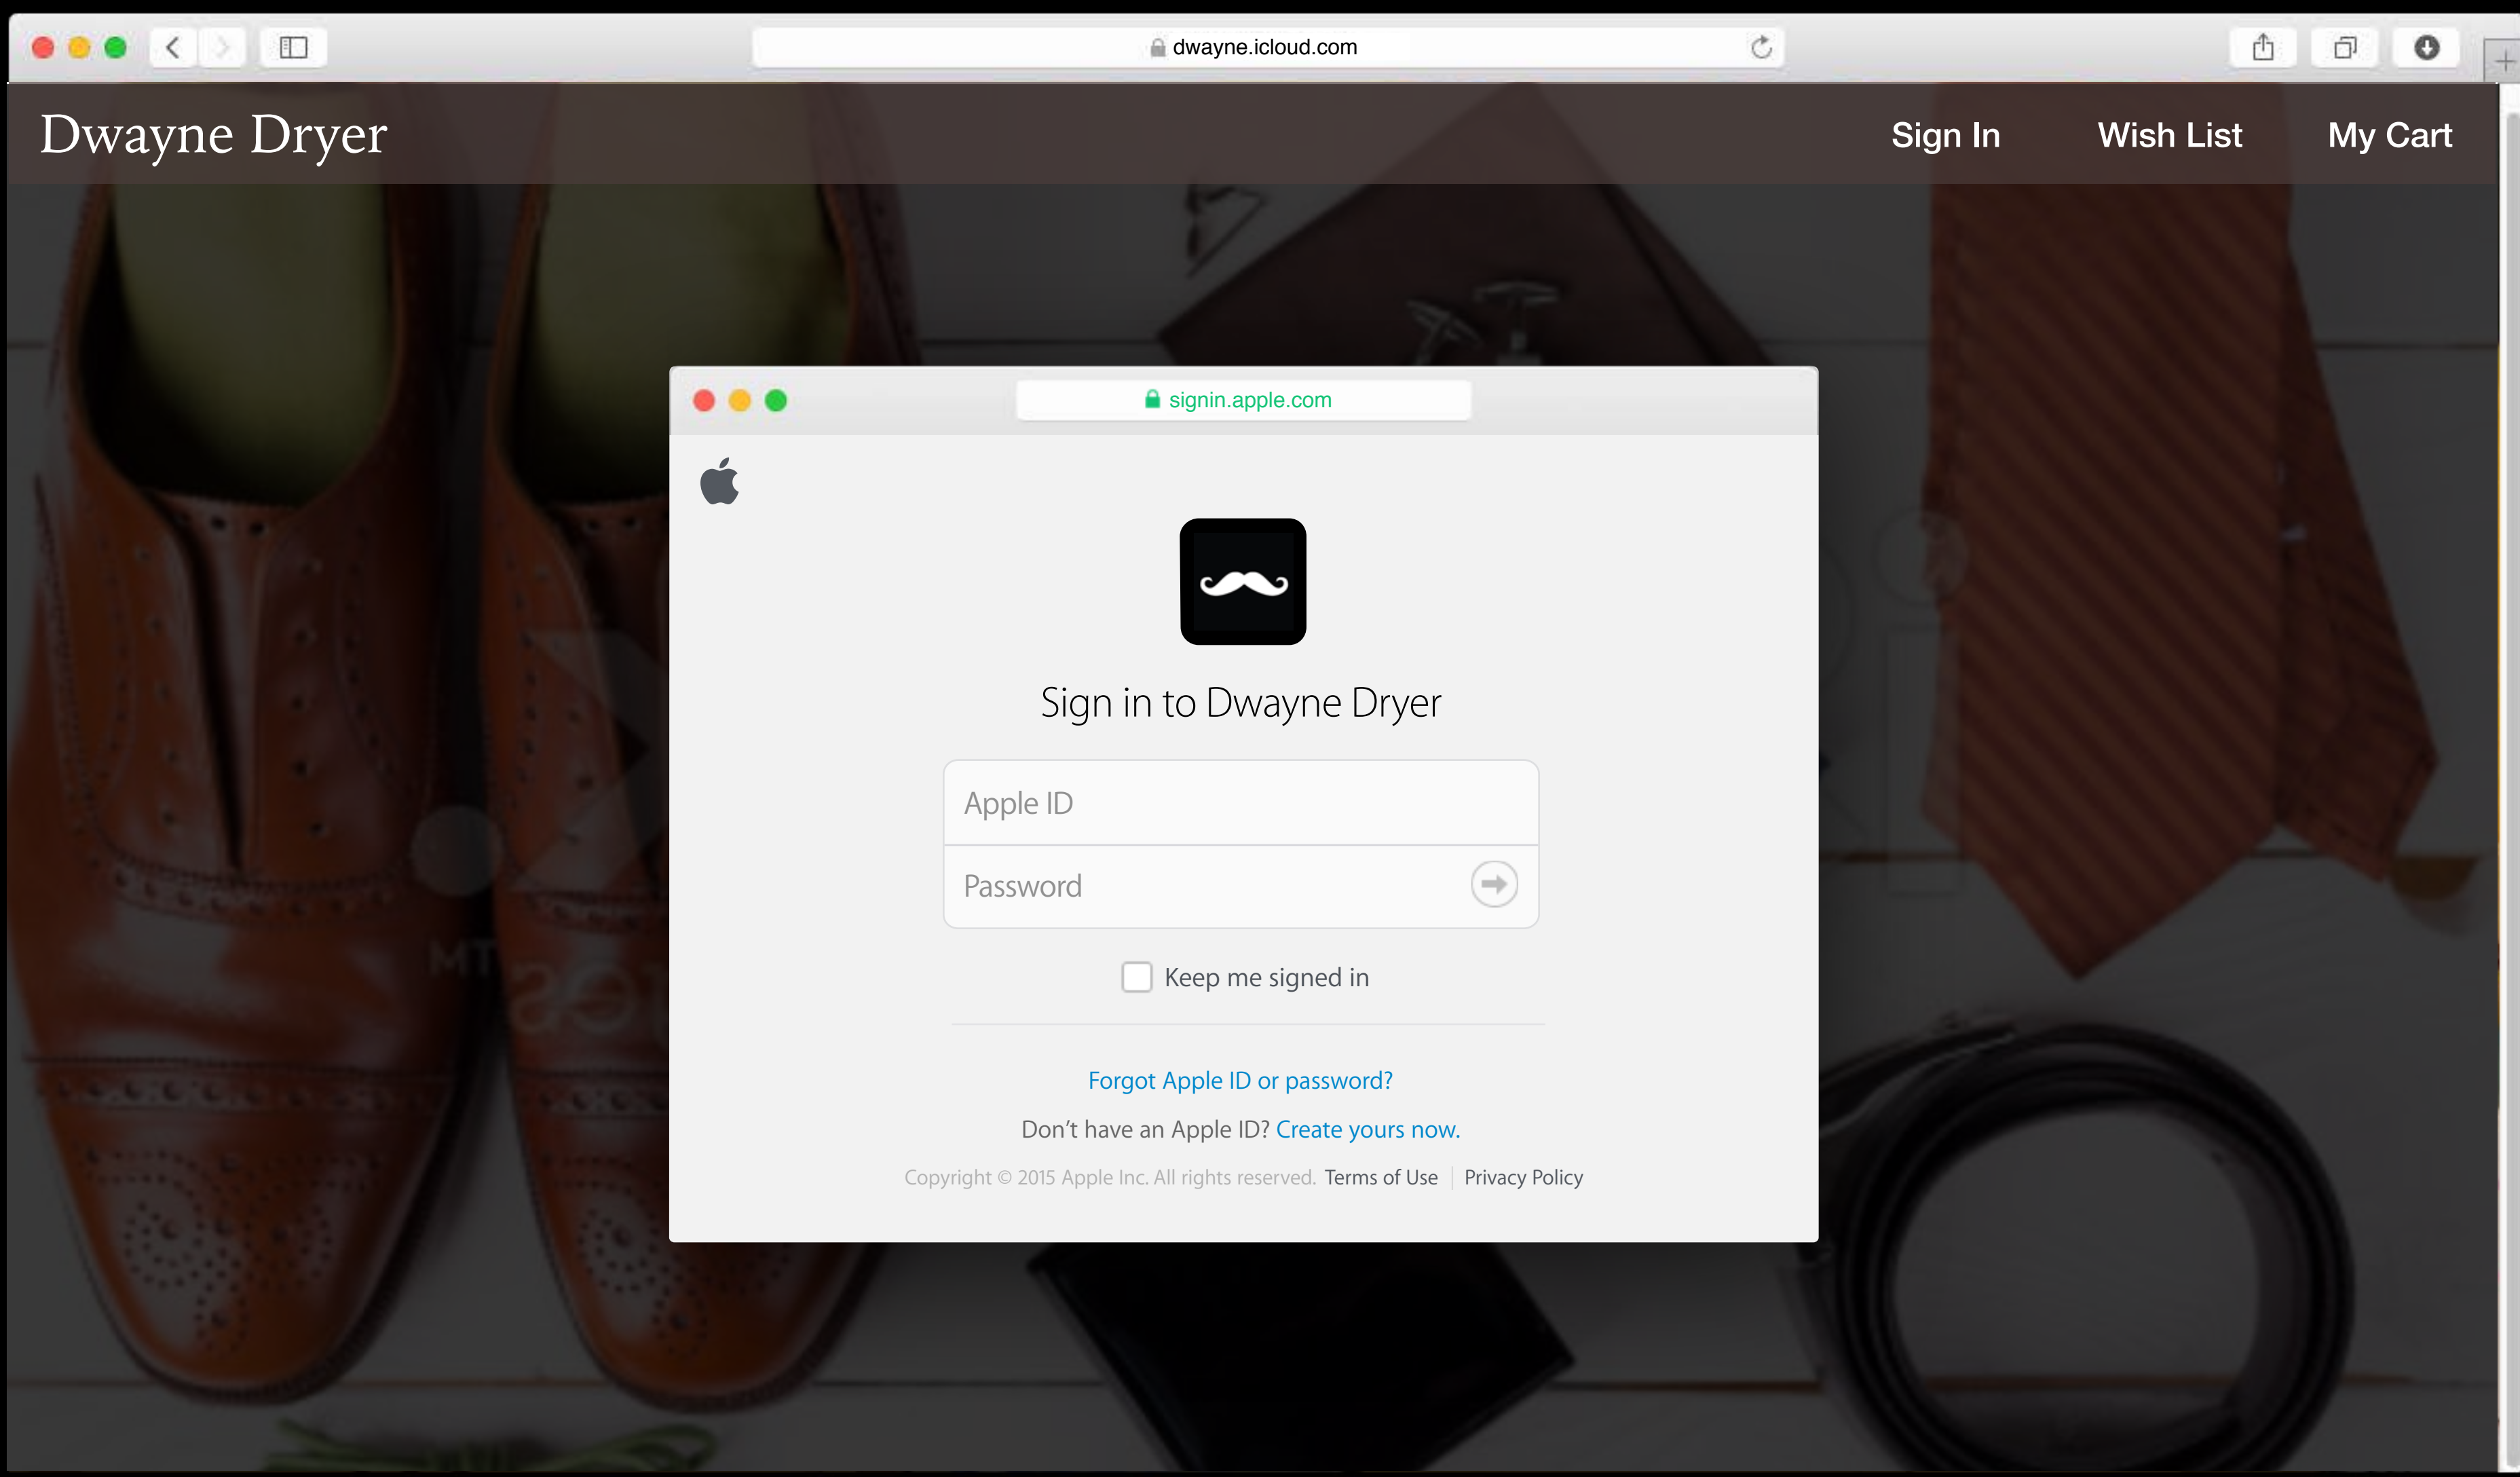 dwayne.icloud.com
Dwayne Dryer
Sign In
Wish List
My Cart
signin.apple.com
Sign in to Dwayne Dryer
Apple ID
Password
Keep me signed in
Forgot Apple ID or password?
Don’t have an Apple ID? Create yours now.
Copyright © 2015 Apple Inc. All rights reserved. Terms of Use | Privacy Policy